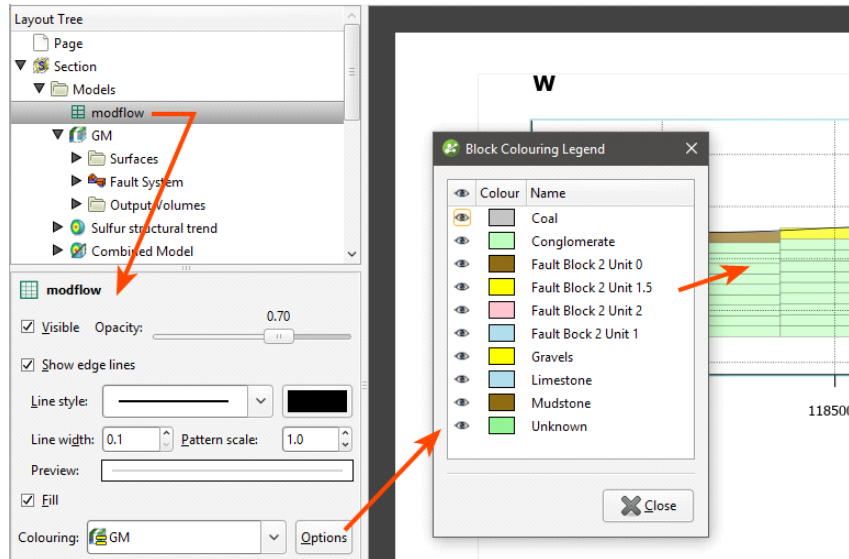 Layout Tree
Page
Section
Models
modflow
GM
Surfaces
Fault System
Output Volumes
Sulfur structural trend
Combined Model
modflow
Visible Opacity: 0.70
Show edge lines
Line style:
Line width: 0.1 Pattern scale: 1.0
Preview:
Fill
Colouring: GM Options
W
Block Colouring Legend
Colour Name
Coal
Conglomerate
Fault Block 2 Unit 0
Fault Block 2 Unit 1.5
Fault Block 2 Unit 2
Fault Bock 2 Unit 1
Gravels
Limestone
Mudstone
Unknown
Close